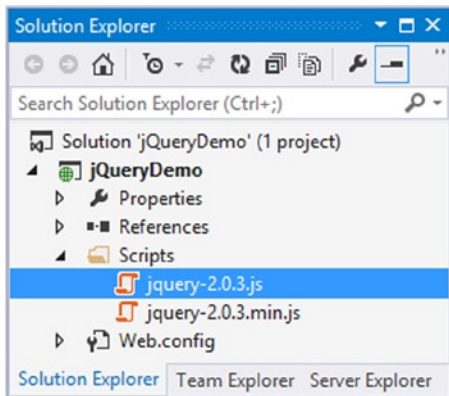 Solution Explorer
Search Solution Explorer (Ctrl+;)
Solution 'jQueryDemo' (1 project)
jQueryDemo
Properties
References
Scripts
jquery-2.0.3.js
jquery-2.0.3.min.js
Web.config
Solution Explorer Team Explorer Server Explorer